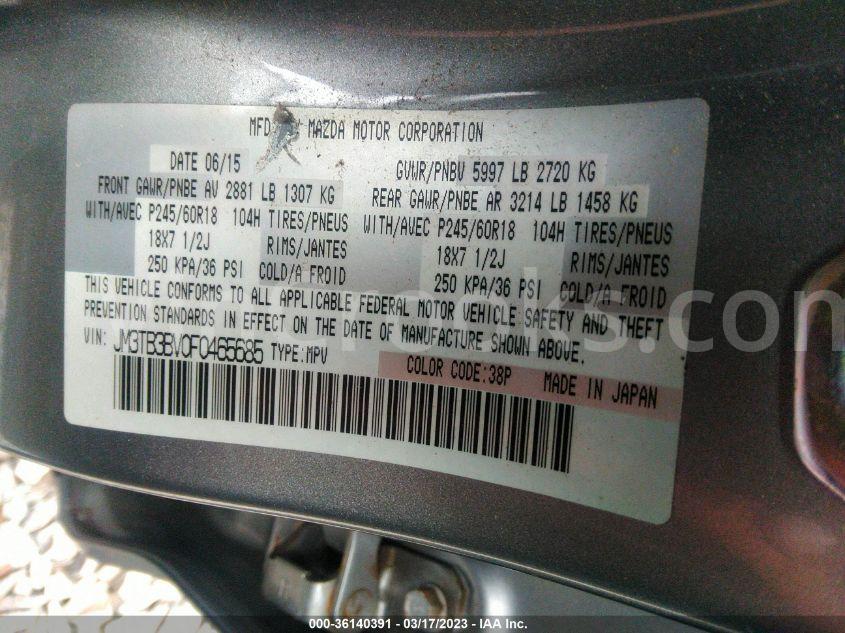 MFD MAZDA MOTOR CORPORATION
DATE 06/15 GVWR/PNBV 5997 LB 2720 KG
FRONT GAWR/PNBE AV 2881 LB 1307 KG REAR GAWR/PNBE AR 3214 LB 1458 KG
WITH/AVEC P245/60R18 104H TIRES/PNEUS WITH/AVEC P245/60R18 104H TIRES/PNEUS
18X7 1/2J RIMS/JANTES 18X7 1/2J RIMS/JANTES
250 KPA/36 PSI COLD/A FROID 250 KPA/36 PSI COLD/A FROID
THIS VEHICLE CONFORMS TO ALL APPLICABLE FEDERAL MOTOR VEHICLE SAFETY AND THEFT
PREVENTION STANDARDS IN EFFECT ON THE DATE OF MANUFACTURE SHOWN ABOVE.
VIN: JM3TB3BV0F0465685 TYPE:MPV
COLOR CODE:38P MADE IN JAPAN
000-36140391 - 03/17/2023 - IAA Inc.